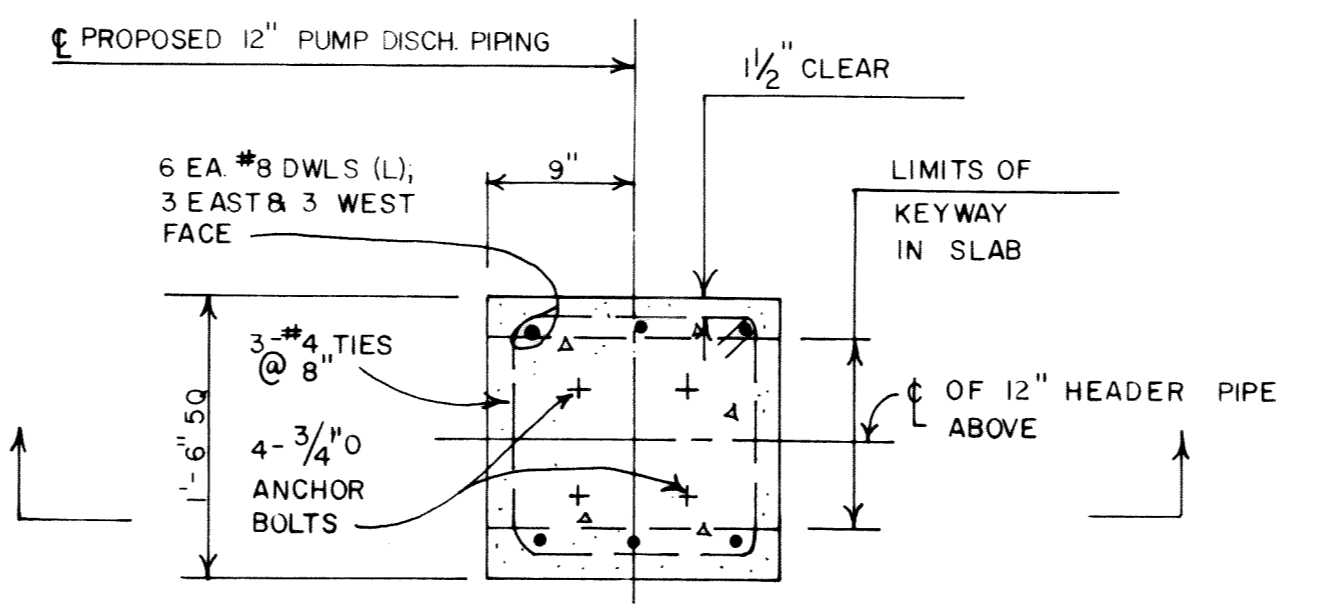 ℄ PROPOSED 12" PUMP DISCH. PIPING
1 1/2" CLEAR
6 EA. #8 DWLS (L);
3 EAST & 3 WEST
FACE
9"
LIMITS OF
KEYWAY
IN SLAB
3-#4 TIES
@ 8"
1'-6" SQ
4-3/4"O
ANCHOR
BOLTS
℄ OF 12" HEADER PIPE
ABOVE